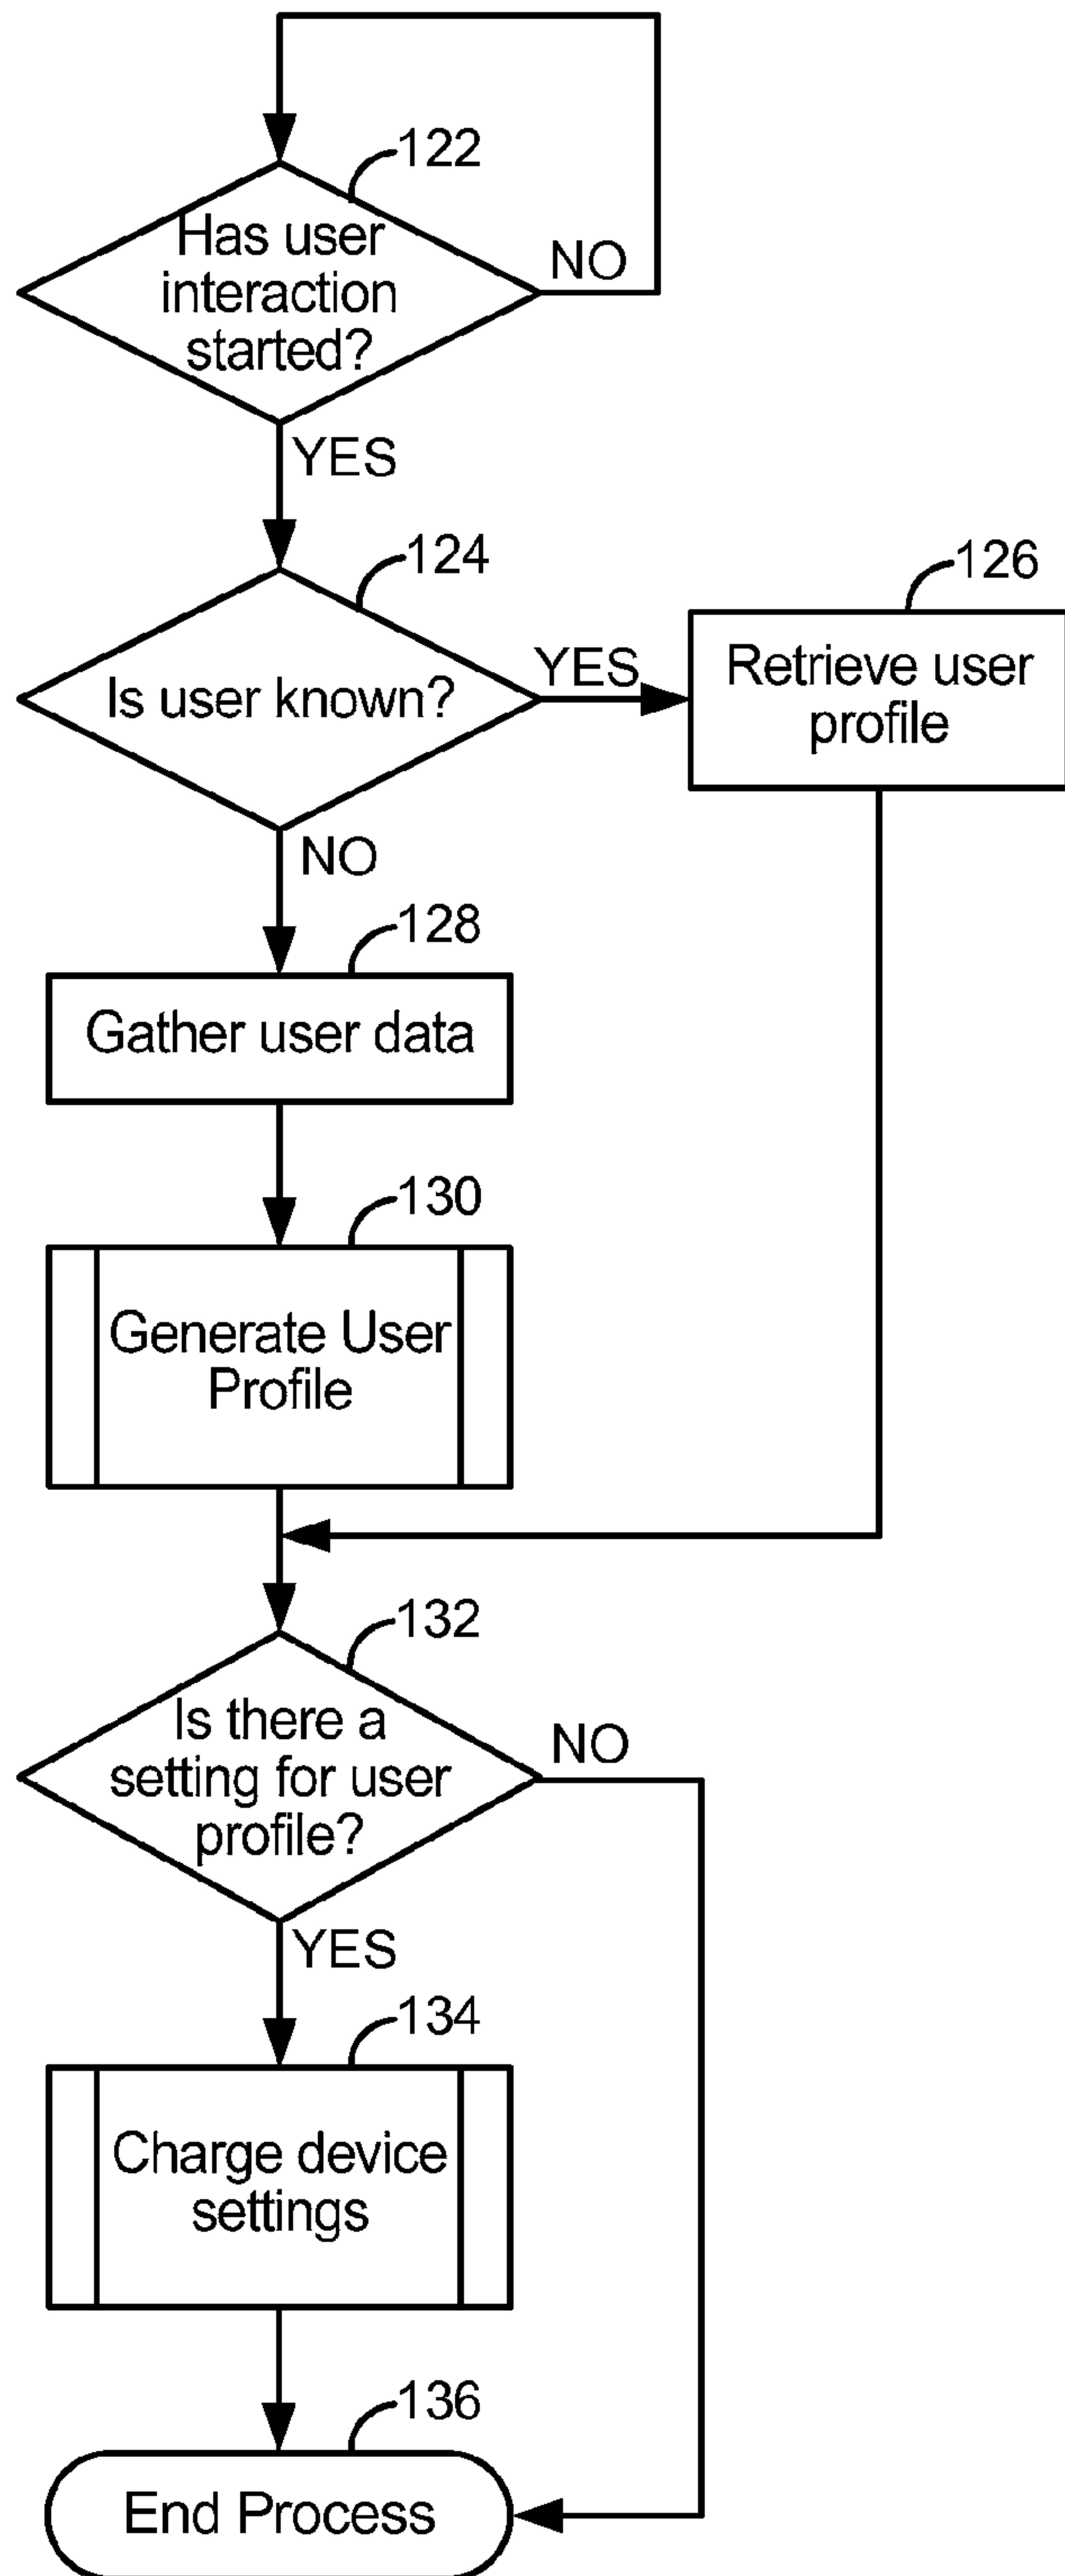 122
Has user
interaction
started?
NO
YES
124
Is user known?
YES
126
Retrieve user
profile
NO
128
Gather user data
130
Generate User
Profile
132
Is there a
setting for user
profile?
NO
YES
134
Charge device
settings
136
End Process